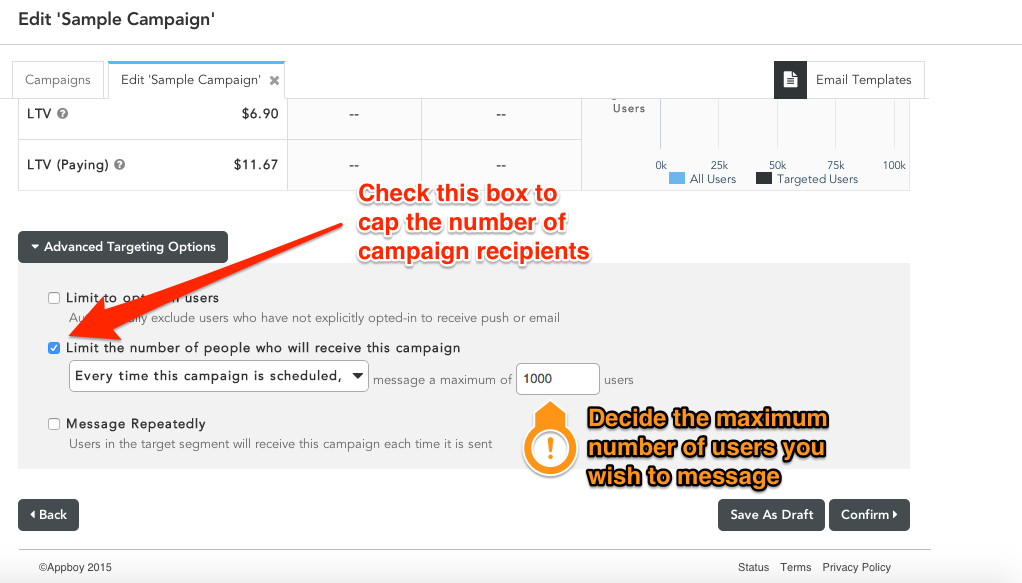 Edit 'Sample Campaign'
Campaigns
Edit 'Sample Campaign' ×
Email Templates
LTV ? $6.90 -- --
Users
LTV (Paying) ? $11.67 -- --
0k 25k 50k 75k 100k
All Users Targeted Users
Check this box to
cap the number of
campaign recipients
Advanced Targeting Options
Limit to users
exclude users who have not explicitly opted-in to receive push or email
Limit the number of people who will receive this campaign
Every time this campaign is scheduled, message a maximum of 1000 users
Message Repeatedly
Users in the target segment will receive this campaign each time it is sent
!
Decide the maximum
number of users you
wish to message
Back
Save As Draft
Confirm
©Appboy 2015
Status Terms Privacy Policy